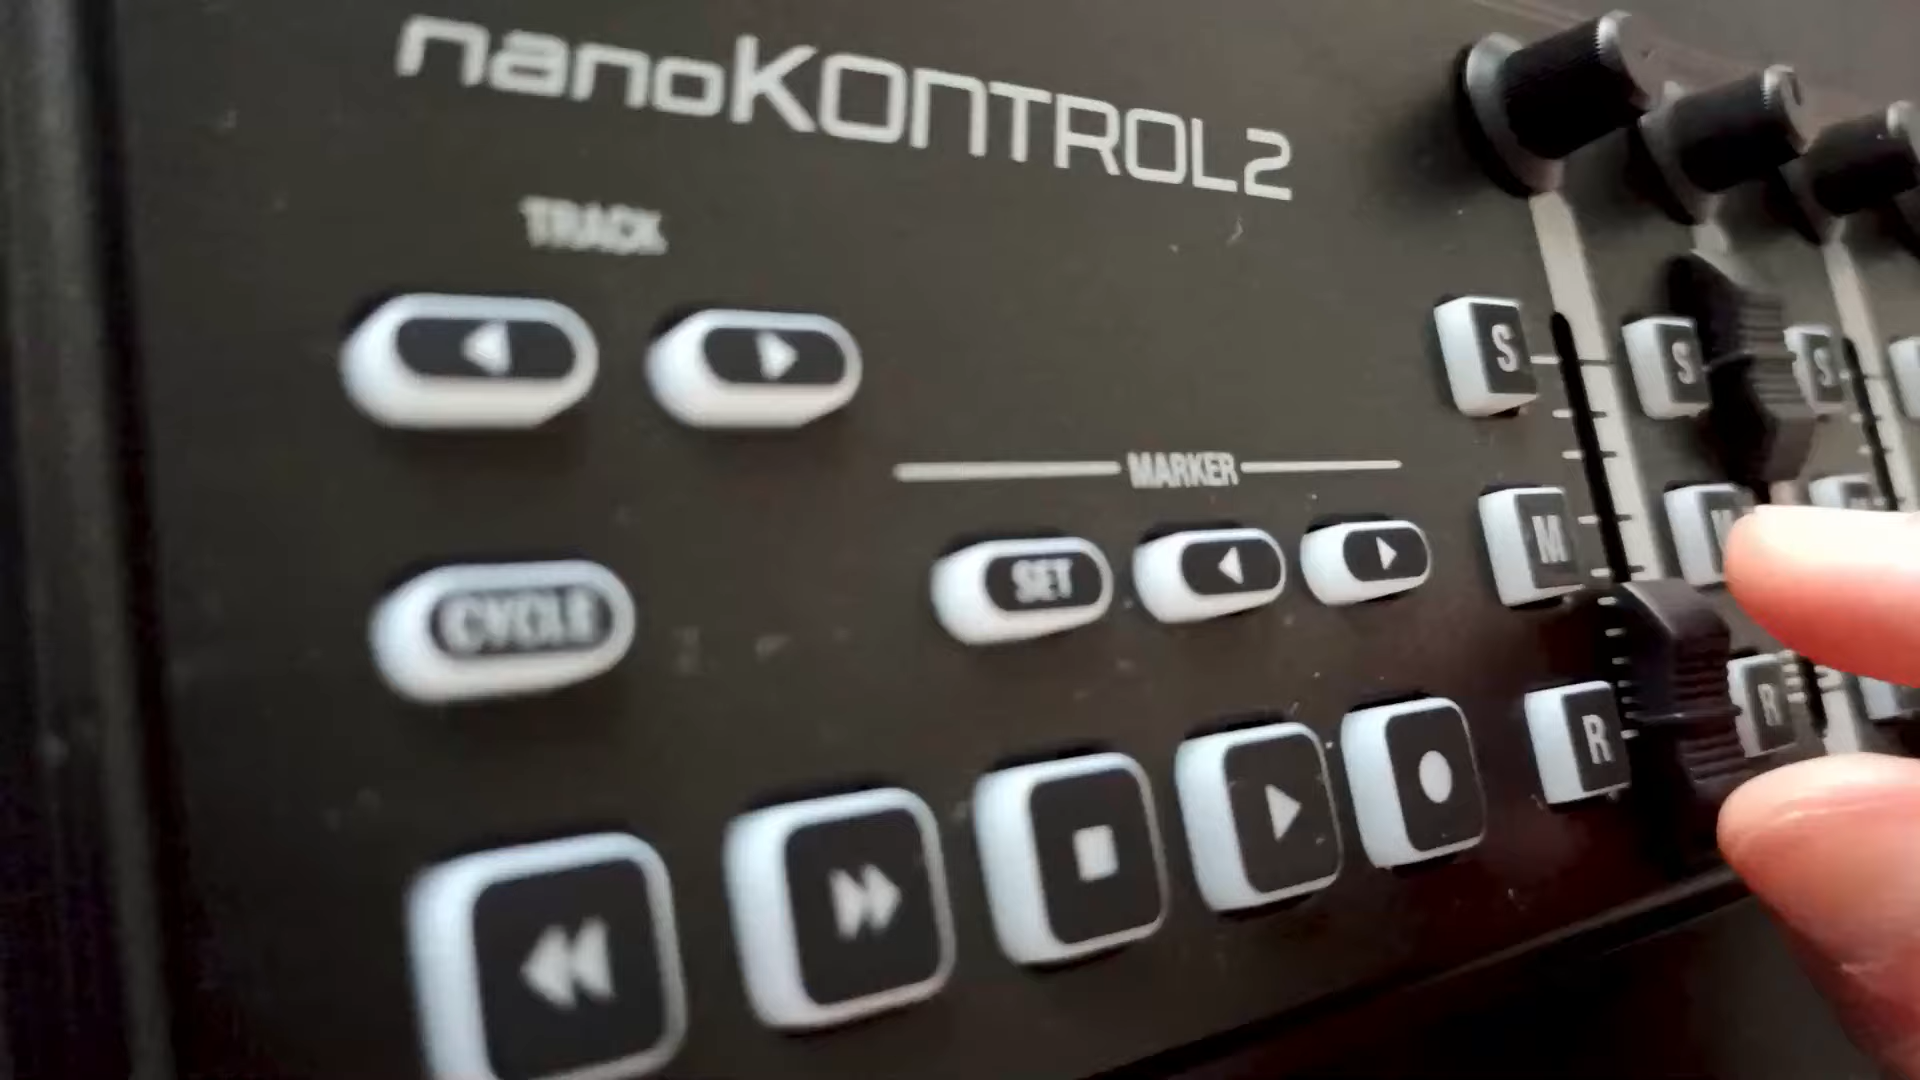 nanoKONTROL2
TRACK
S S S
MARKER
CYCLE SET M
R R